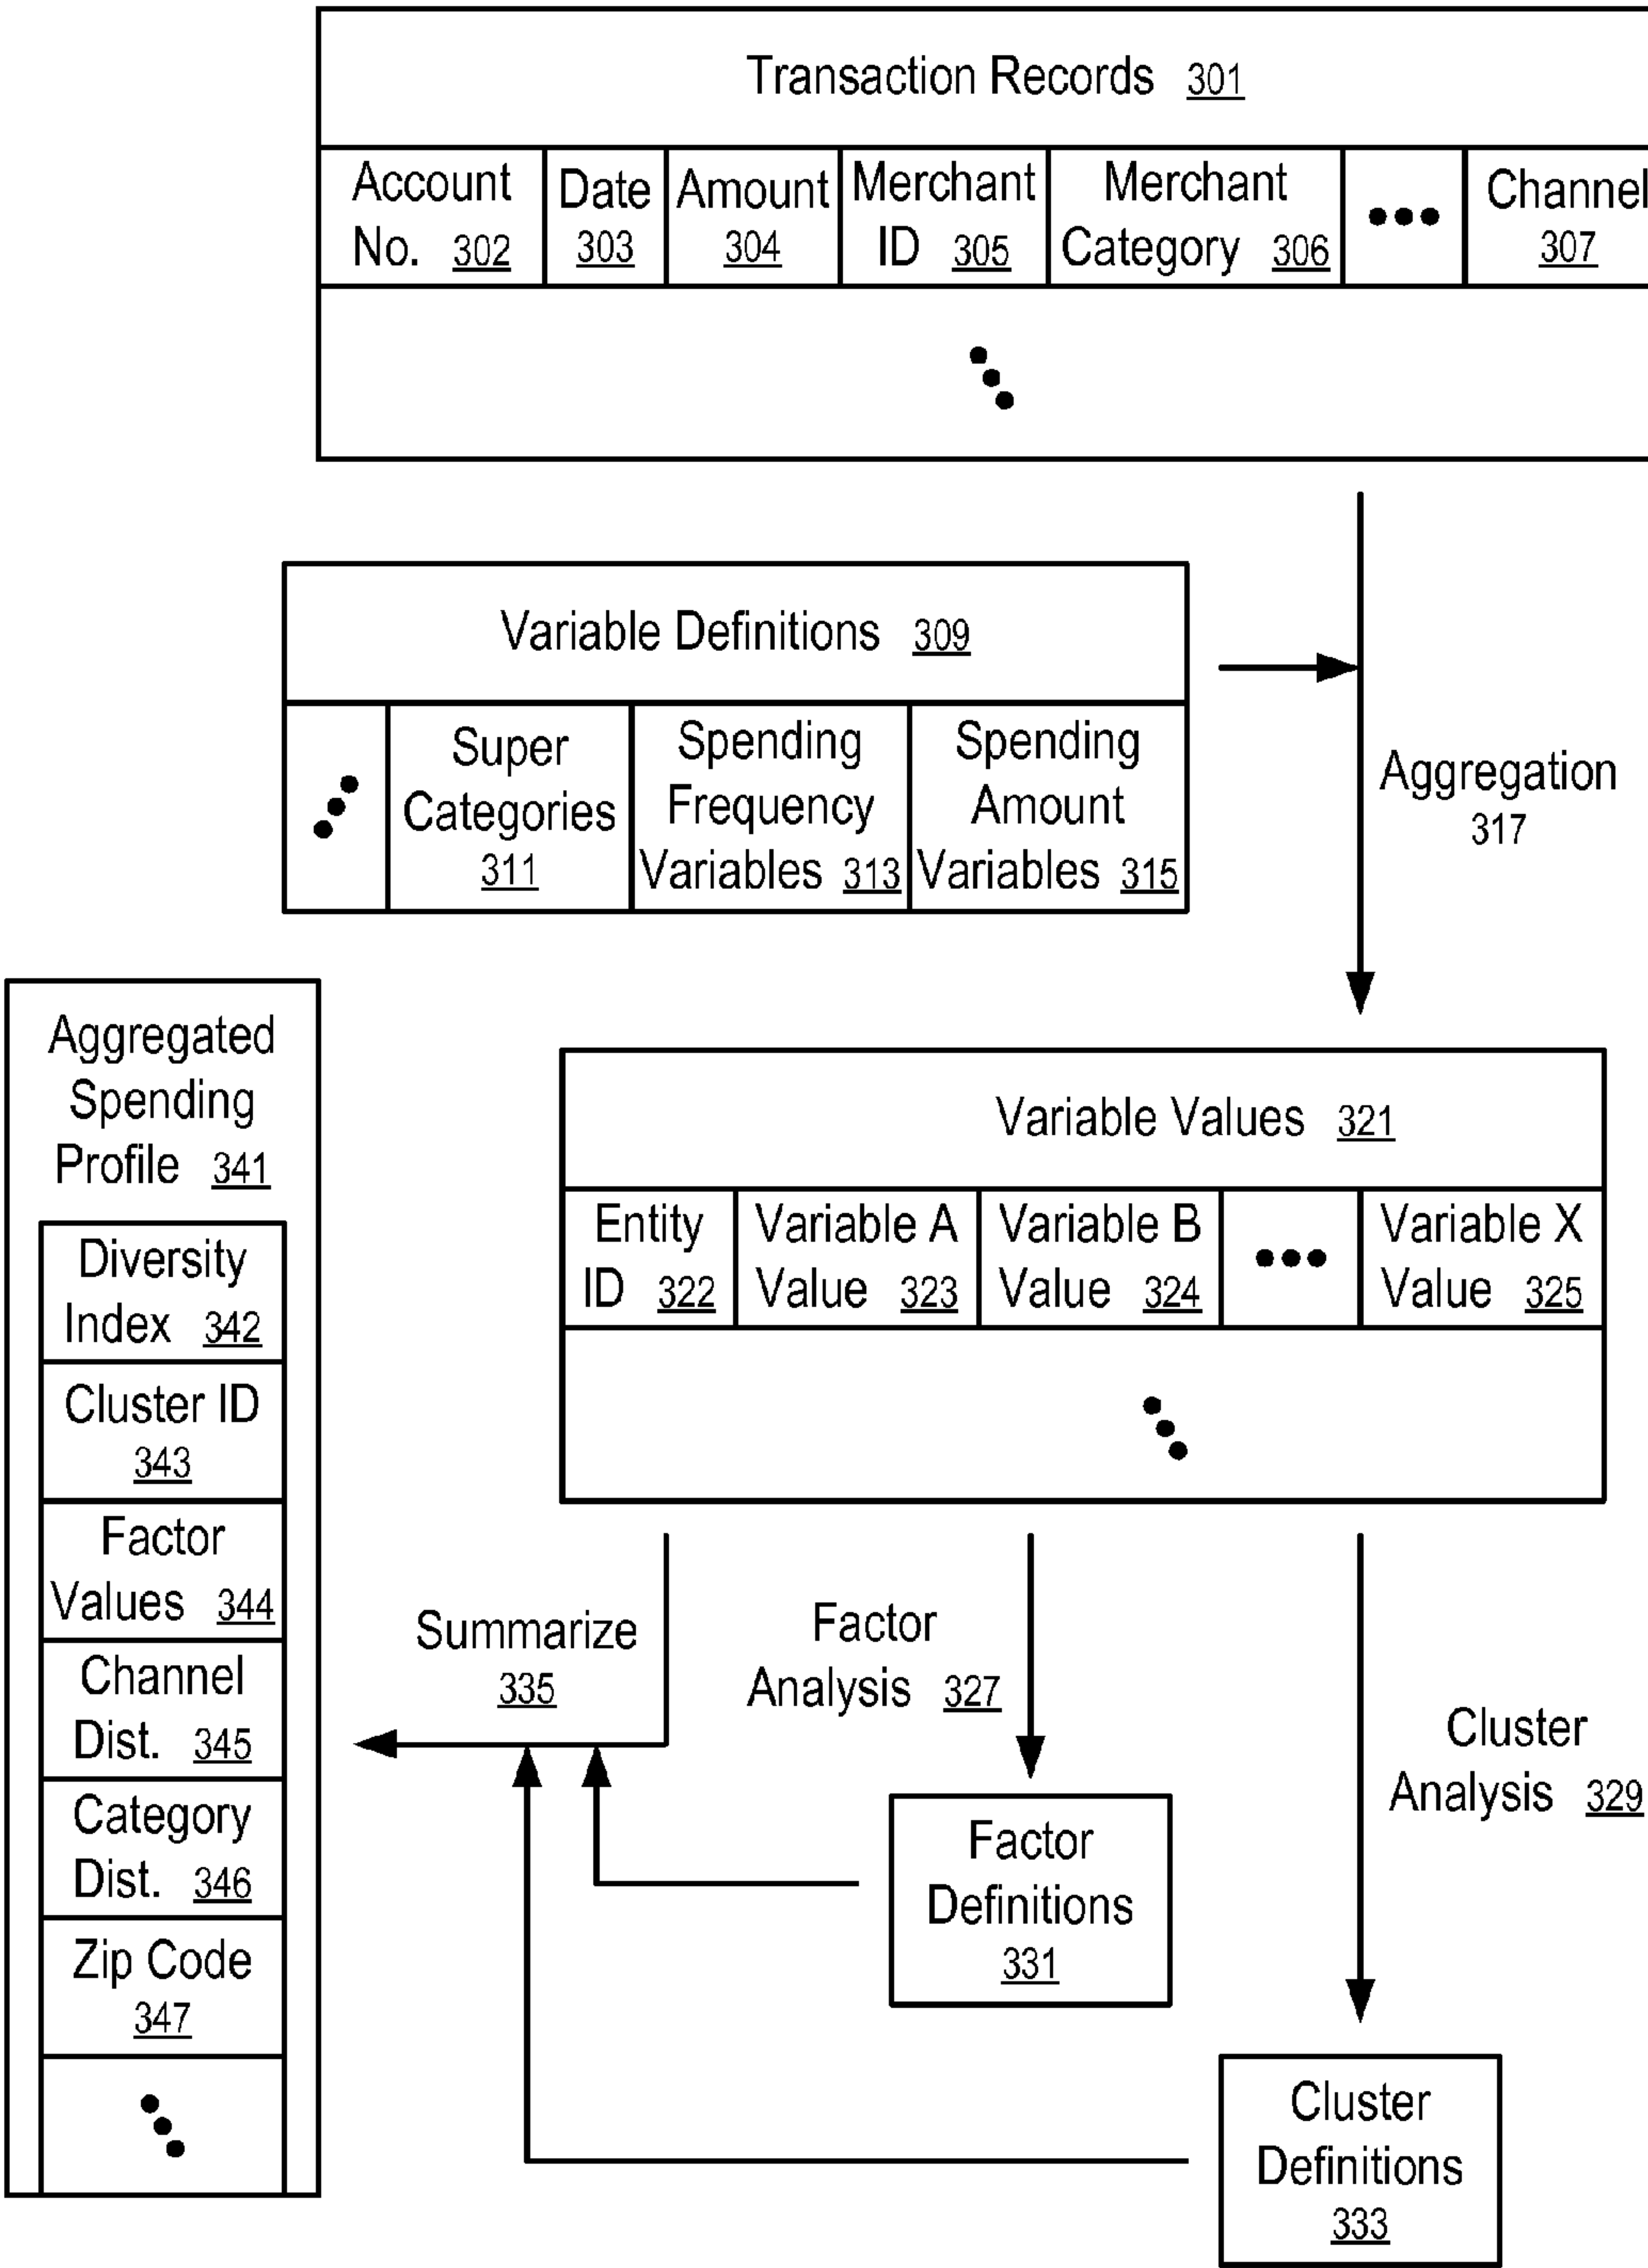 Transaction Records 301
Account
No. 302
Date
303
Amount
304
Merchant
ID 305
Merchant
Category 306
Channel
307
Variable Definitions 309
Super
Categories
311
Spending
Frequency
Variables 313
Spending
Amount
Variables 315
Aggregation
317
Aggregated
Spending
Profile 341
Diversity
Index 342
Cluster ID
343
Factor
Values 344
Channel
Dist. 345
Category
Dist. 346
Zip Code
347
Variable Values 321
Entity
ID 322
Variable A
Value 323
Variable B
Value 324
Variable X
Value 325
Summarize
335
Factor
Analysis 327
Cluster
Analysis 329
Factor
Definitions
331
Cluster
Definitions
333